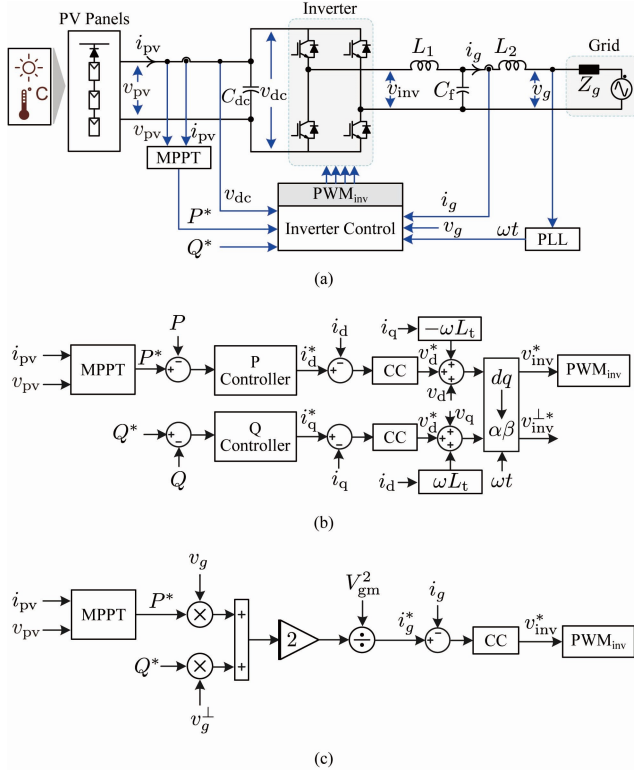 PV Panels
Inverter
i_pv
L_1
i_g
L_2
Grid
°C
v_pv
C_dc
v_dc
v_inv
C_f
v_g
Z_g
v_pv
i_pv
MPPT
v_dc
PWM_inv
P*
Inverter Control
i_g
v_g
Q*
ωt
PLL
(a)
P
i_d
i_q
−ωL_t
i_pv
v_pv
MPPT
P*
P Controller
i_d*
CC
v_d*
v_d
v_inv*
PWM_inv
dq
αβ
Q*
Q Controller
i_q*
CC
v_d*
v_q
v_inv^⊥*
Q
i_q
i_d
ωL_t
ωt
(b)
v_g
V_gm^2
i_g
i_pv
v_pv
MPPT
P*
×
+
2
÷
i_g*
CC
v_inv*
PWM_inv
Q*
×
+
v_g^⊥
(c)